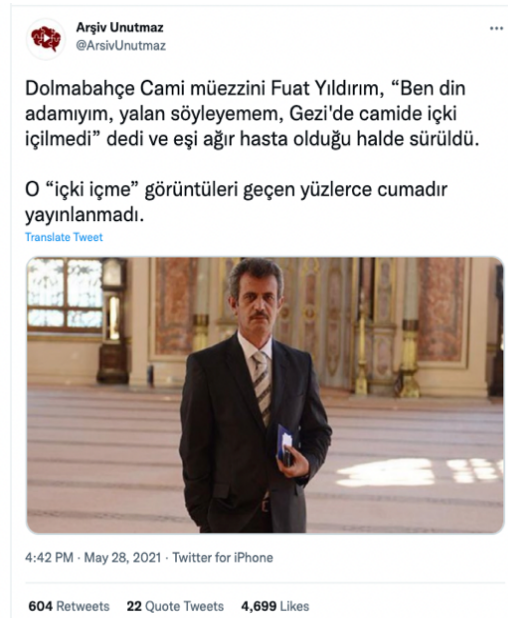 Arşiv Unutmaz
@ArsivUnutmaz
Dolmabahçe Cami müezzini Fuat Yıldırım, “Ben din
adamıyım, yalan söyleyemem, Gezi'de camide içki
içilmedi” dedi ve eşi ağır hasta olduğu halde sürüldü.
O “içki içme” görüntüleri geçen yüzlerce cumadır
yayınlanmadı.
Translate Tweet
4:42 PM · May 28, 2021 · Twitter for iPhone
604 Retweets 22 Quote Tweets 4,699 Likes